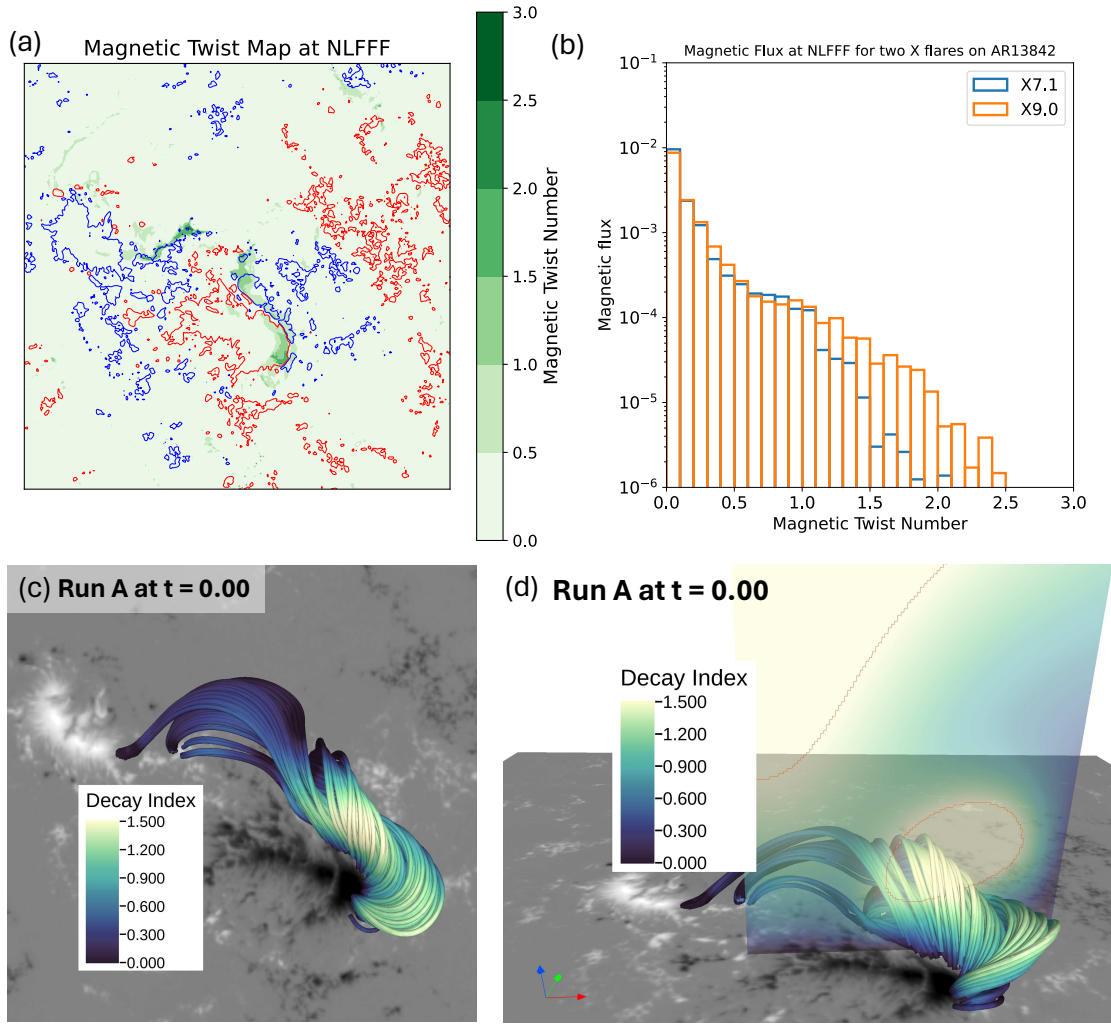 (a)
Magnetic Twist Map at NLFFF
3.0
2.5
2.0
1.5
1.0
0.5
0.0
Magnetic Twist Number
(b)
Magnetic Flux at NLFFF for two X flares on AR13842
X7.1
X9.0
10⁻¹
10⁻²
10⁻³
10⁻⁴
10⁻⁵
10⁻⁶
Magnetic flux
0.0 0.5 1.0 1.5 2.0 2.5 3.0
Magnetic Twist Number
(c) Run A at t = 0.00
Decay Index
1.500
1.200
0.900
0.600
0.300
0.000
(d) Run A at t = 0.00
Decay Index
1.500
1.200
0.900
0.600
0.300
0.000